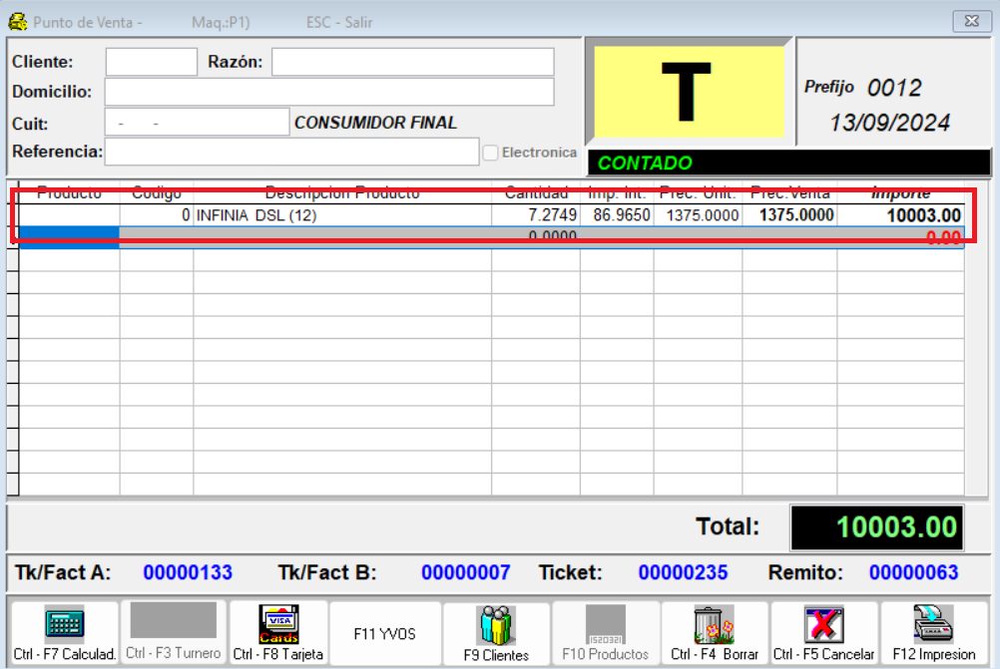 Punto de Venta - Maq.:P1) ESC - Salir
Cliente: Razón:
Domicilio:
Cuit: - - CONSUMIDOR FINAL
Referencia: Electronica
T
Prefijo 0012
13/09/2024
CONTADO
Producto Codigo Descripcion Producto Cantidad Imp. Int. Prec. Unit. Prec.Venta Importe
0 INFINIA DSL (12) 7.2749 86.9650 1375.0000 1375.0000 10003.00
0.0000 0.00
Total: 10003.00
Tk/Fact A: 00000133 Tk/Fact B: 00000007 Ticket: 00000235 Remito: 00000063
VISA
Cards
ISO2032I
Ctrl - F7 Calculad. Ctrl - F3 Turnero Ctrl - F8 Tarjeta F11 YVOS F9 Clientes F10 Productos Ctrl - F4 Borrar Ctrl - F5 Cancelar F12 Impresion